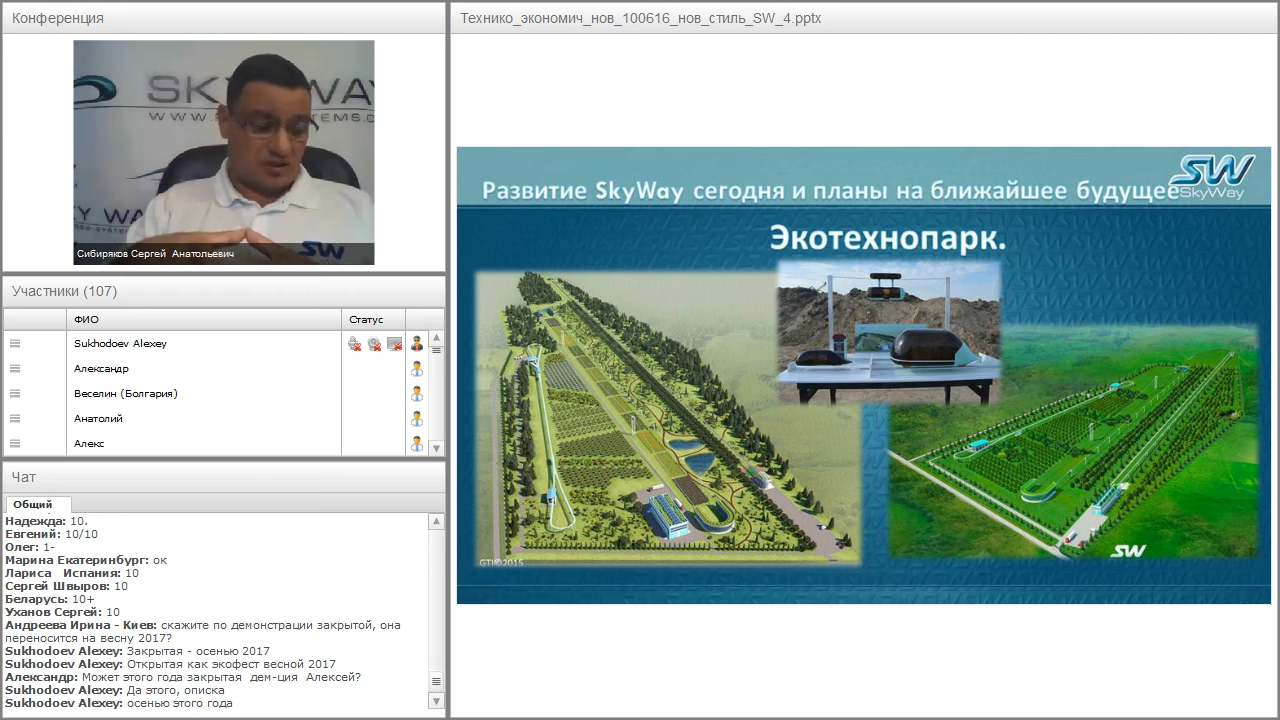 Конференция
SKY WAY
Сибиряков Сергей Анатольевич
SW
Участники (107)
ФИО
Статус
Sukhodoev Alexey
Александр
Веселин (Болгария)
Анатолий
Алекс
Чат
Общий
Надежда: 10.
Евгений: 10/10
Олег: 1-
Марина Екатеринбург: ок
Лариса Испания: 10
Сергей Швыров: 10
Беларусь: 10+
Уханов Сергей: 10
Андреева Ирина - Киев: скажите по демонстрации закрытой, она
переносится на весну 2017?
Sukhodoev Alexey: Закрытая - осенью 2017
Sukhodoev Alexey: Открытая как экофест весной 2017
Александр: Может этого года закрытая дем-ция Алексей?
Sukhodoev Alexey: Да этого, описка
Sukhodoev Alexey: осенью этого года
Технико_экономич_нов_100616_нов_стиль_SW_4.pptx
SW
SkyWay
Развитие SkyWay сегодня и планы на ближайшее будущее
Экотехнопарк.
GTI©2015
SW